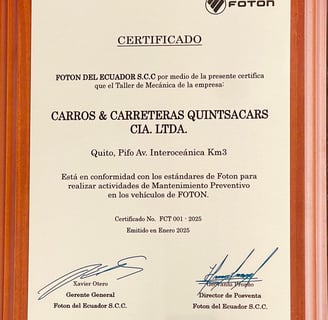 FOTON
CERTIFICADO
FOTON DEL ECUADOR S.C.C por medio de la presente certifica
que el Taller de Mecánica de la empresa:
CARROS & CARRETERAS QUINTSACARS
CIA. LTDA.
Quito, Pifo Av. Interoceánica Km3
Está en conformidad con los estándares de Foton para
realizar actividades de Mantenimiento Preventivo
en los vehículos de FOTON.
Certificado No. FCT 001 - 2025
Emitido en Enero 2025
Xavier Otero
Gerente General
Foton del Ecuador S.C.C.
Director de Posventa
Foton del Ecuador S.C.C.